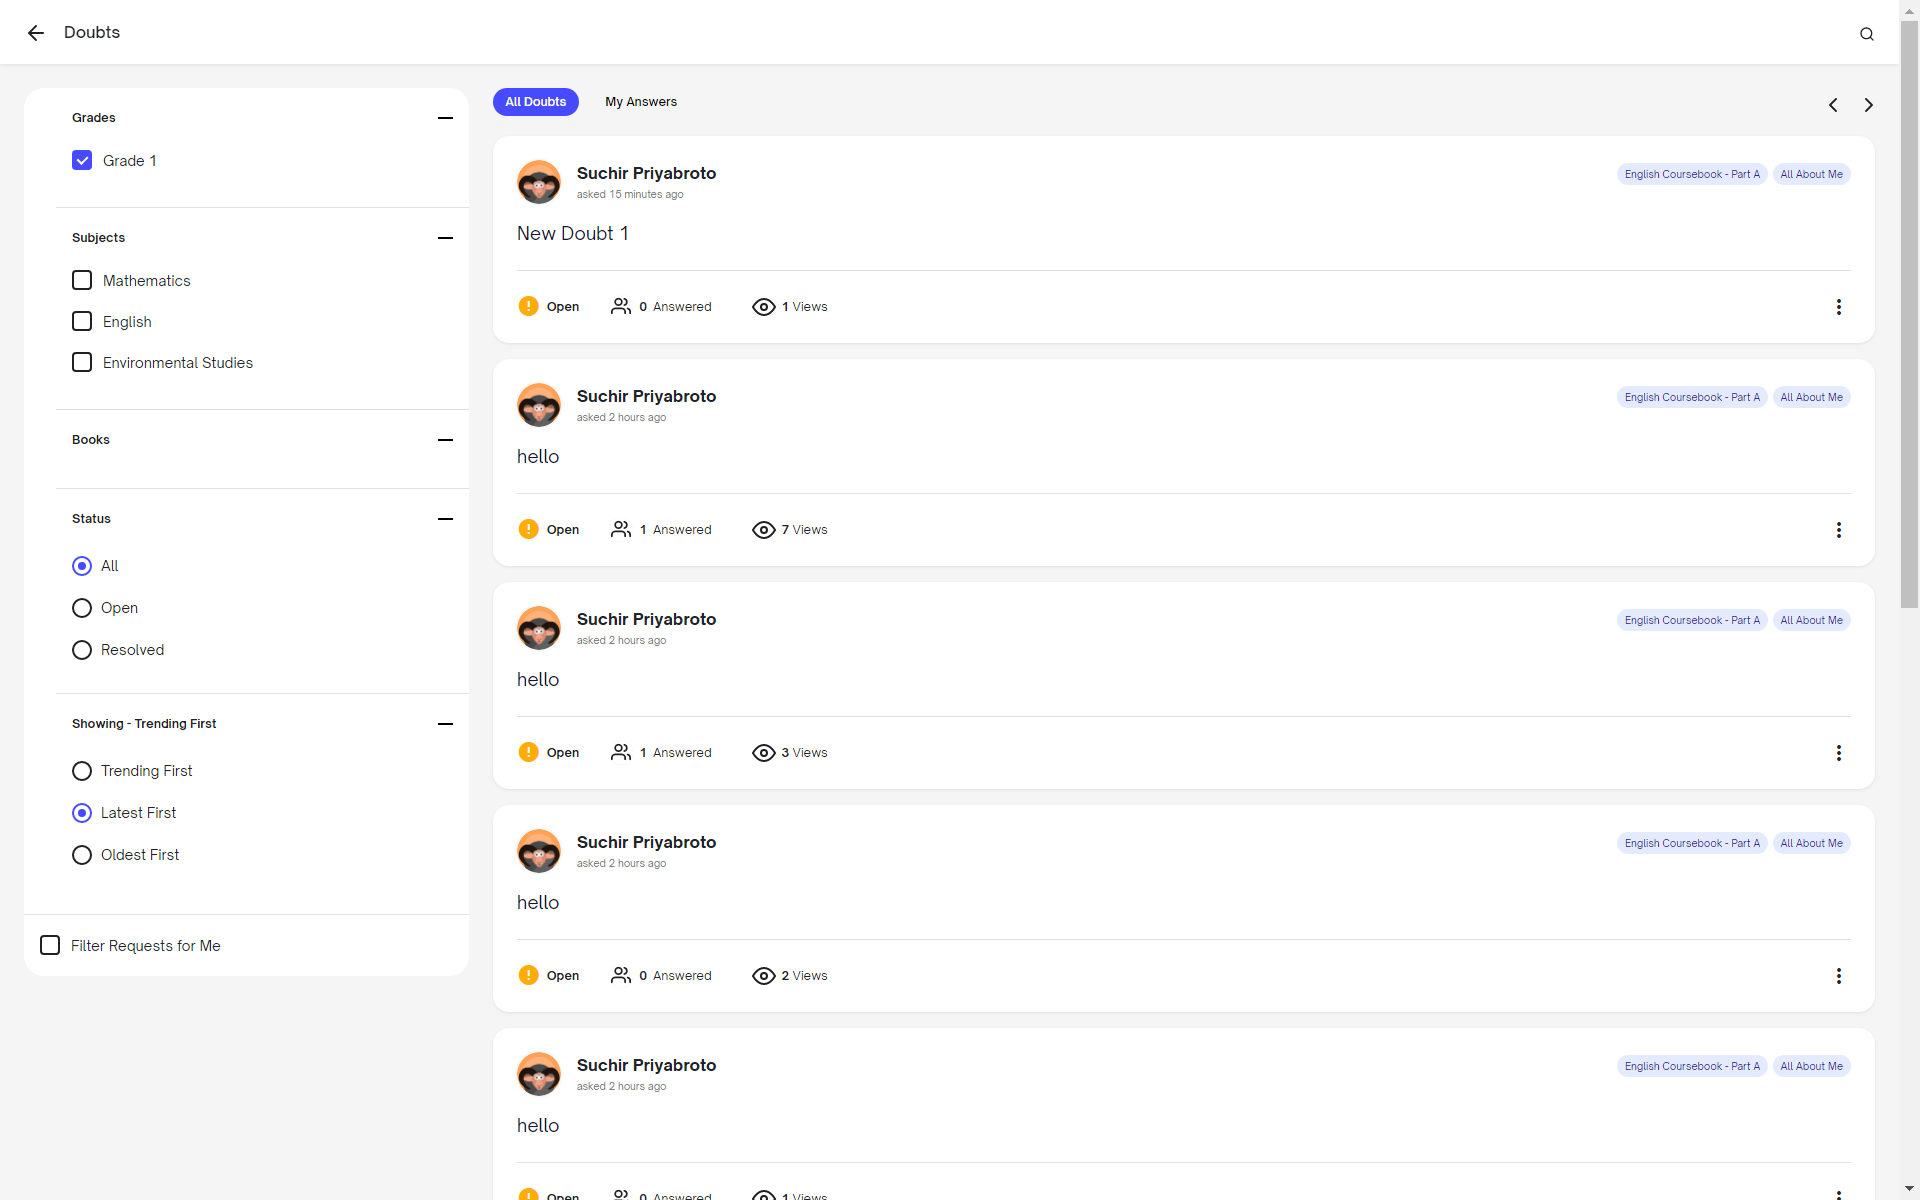 Doubts
Grades
Grade 1
Subjects
Mathematics
English
Environmental Studies
Books
Status
All
Open
Resolved
Showing - Trending First
Trending First
Latest First
Oldest First
Filter Requests for Me
All Doubts My Answers
Suchir Priyabroto
asked 15 minutes ago
English Coursebook - Part A All About Me
New Doubt 1
Open 0 Answered 1 Views
Suchir Priyabroto
asked 2 hours ago
English Coursebook - Part A All About Me
hello
Open 1 Answered 7 Views
Suchir Priyabroto
asked 2 hours ago
English Coursebook - Part A All About Me
hello
Open 1 Answered 3 Views
Suchir Priyabroto
asked 2 hours ago
English Coursebook - Part A All About Me
hello
Open 0 Answered 2 Views
Suchir Priyabroto
asked 2 hours ago
English Coursebook - Part A All About Me
hello
Open 0 Answered 1 Views